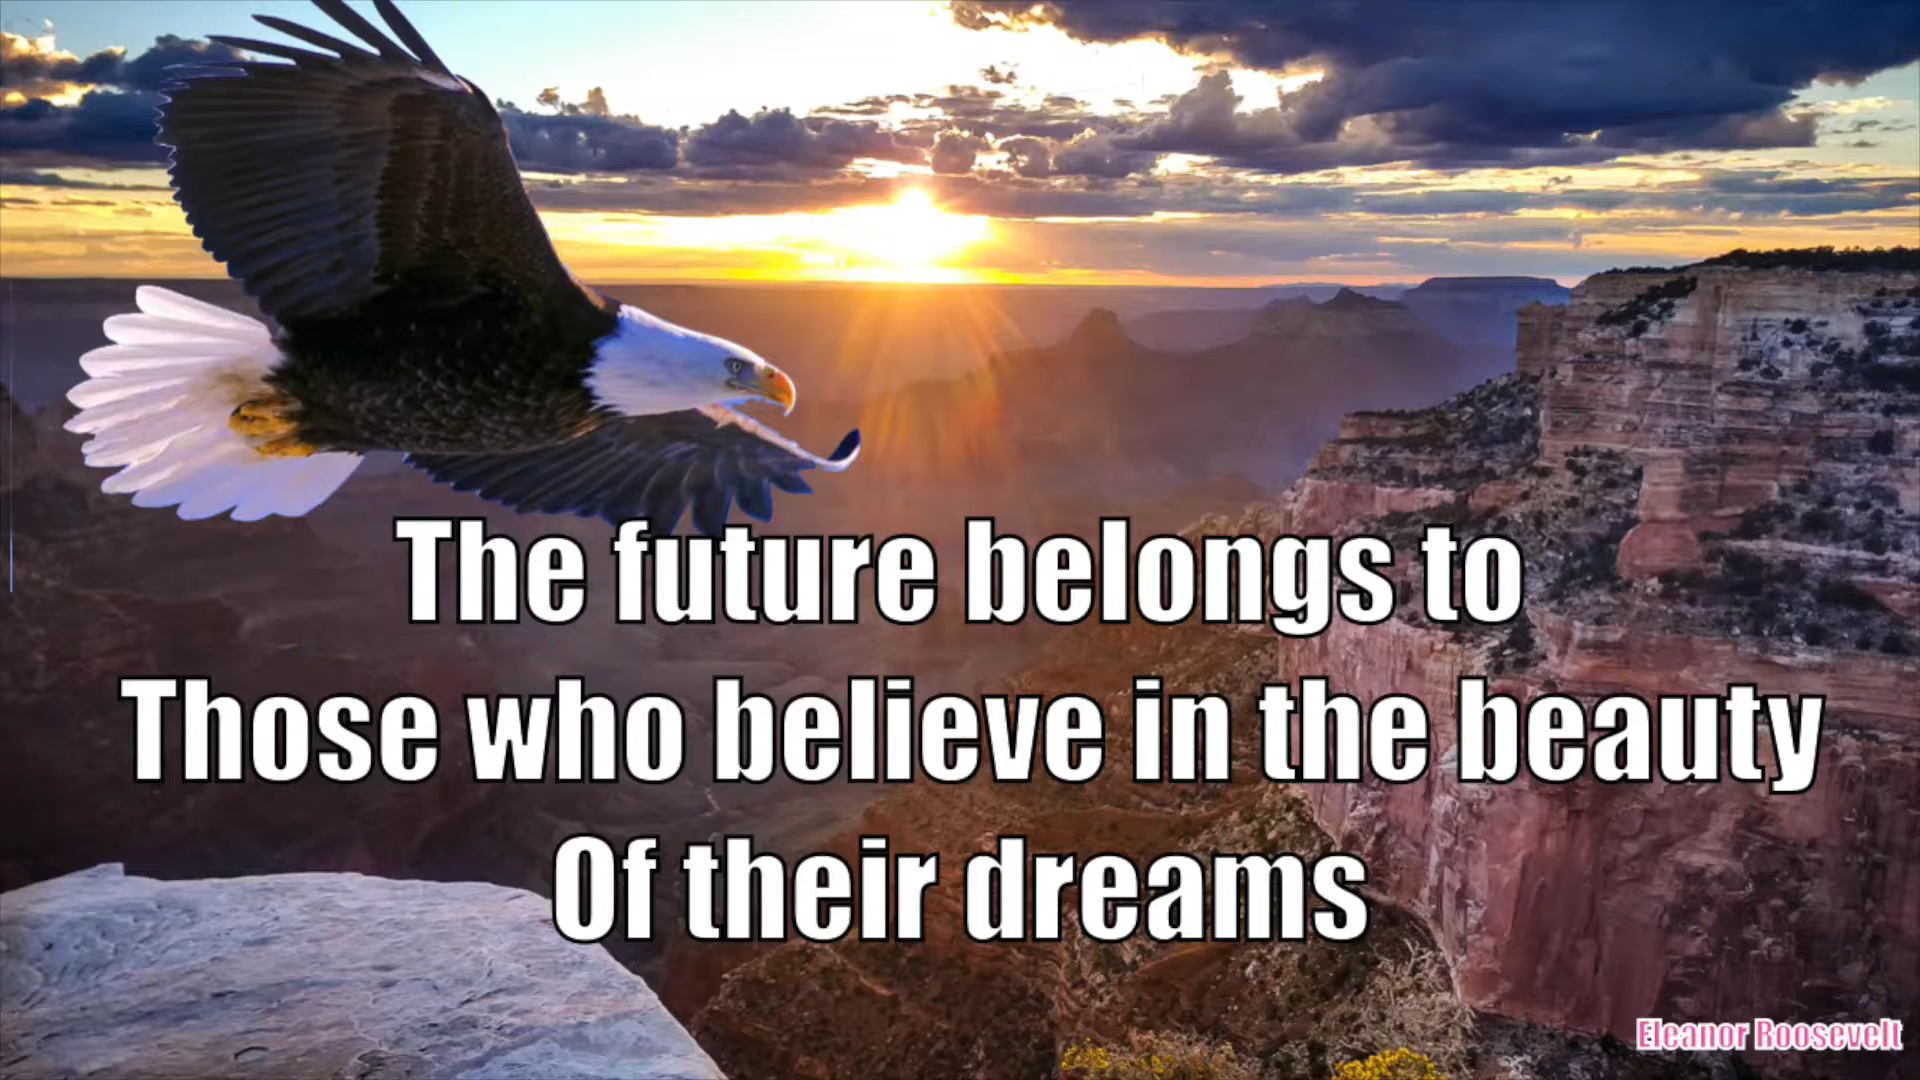 The future belongs to
Those who believe in the beauty
Of their dreams
Eleanor Roosevelt